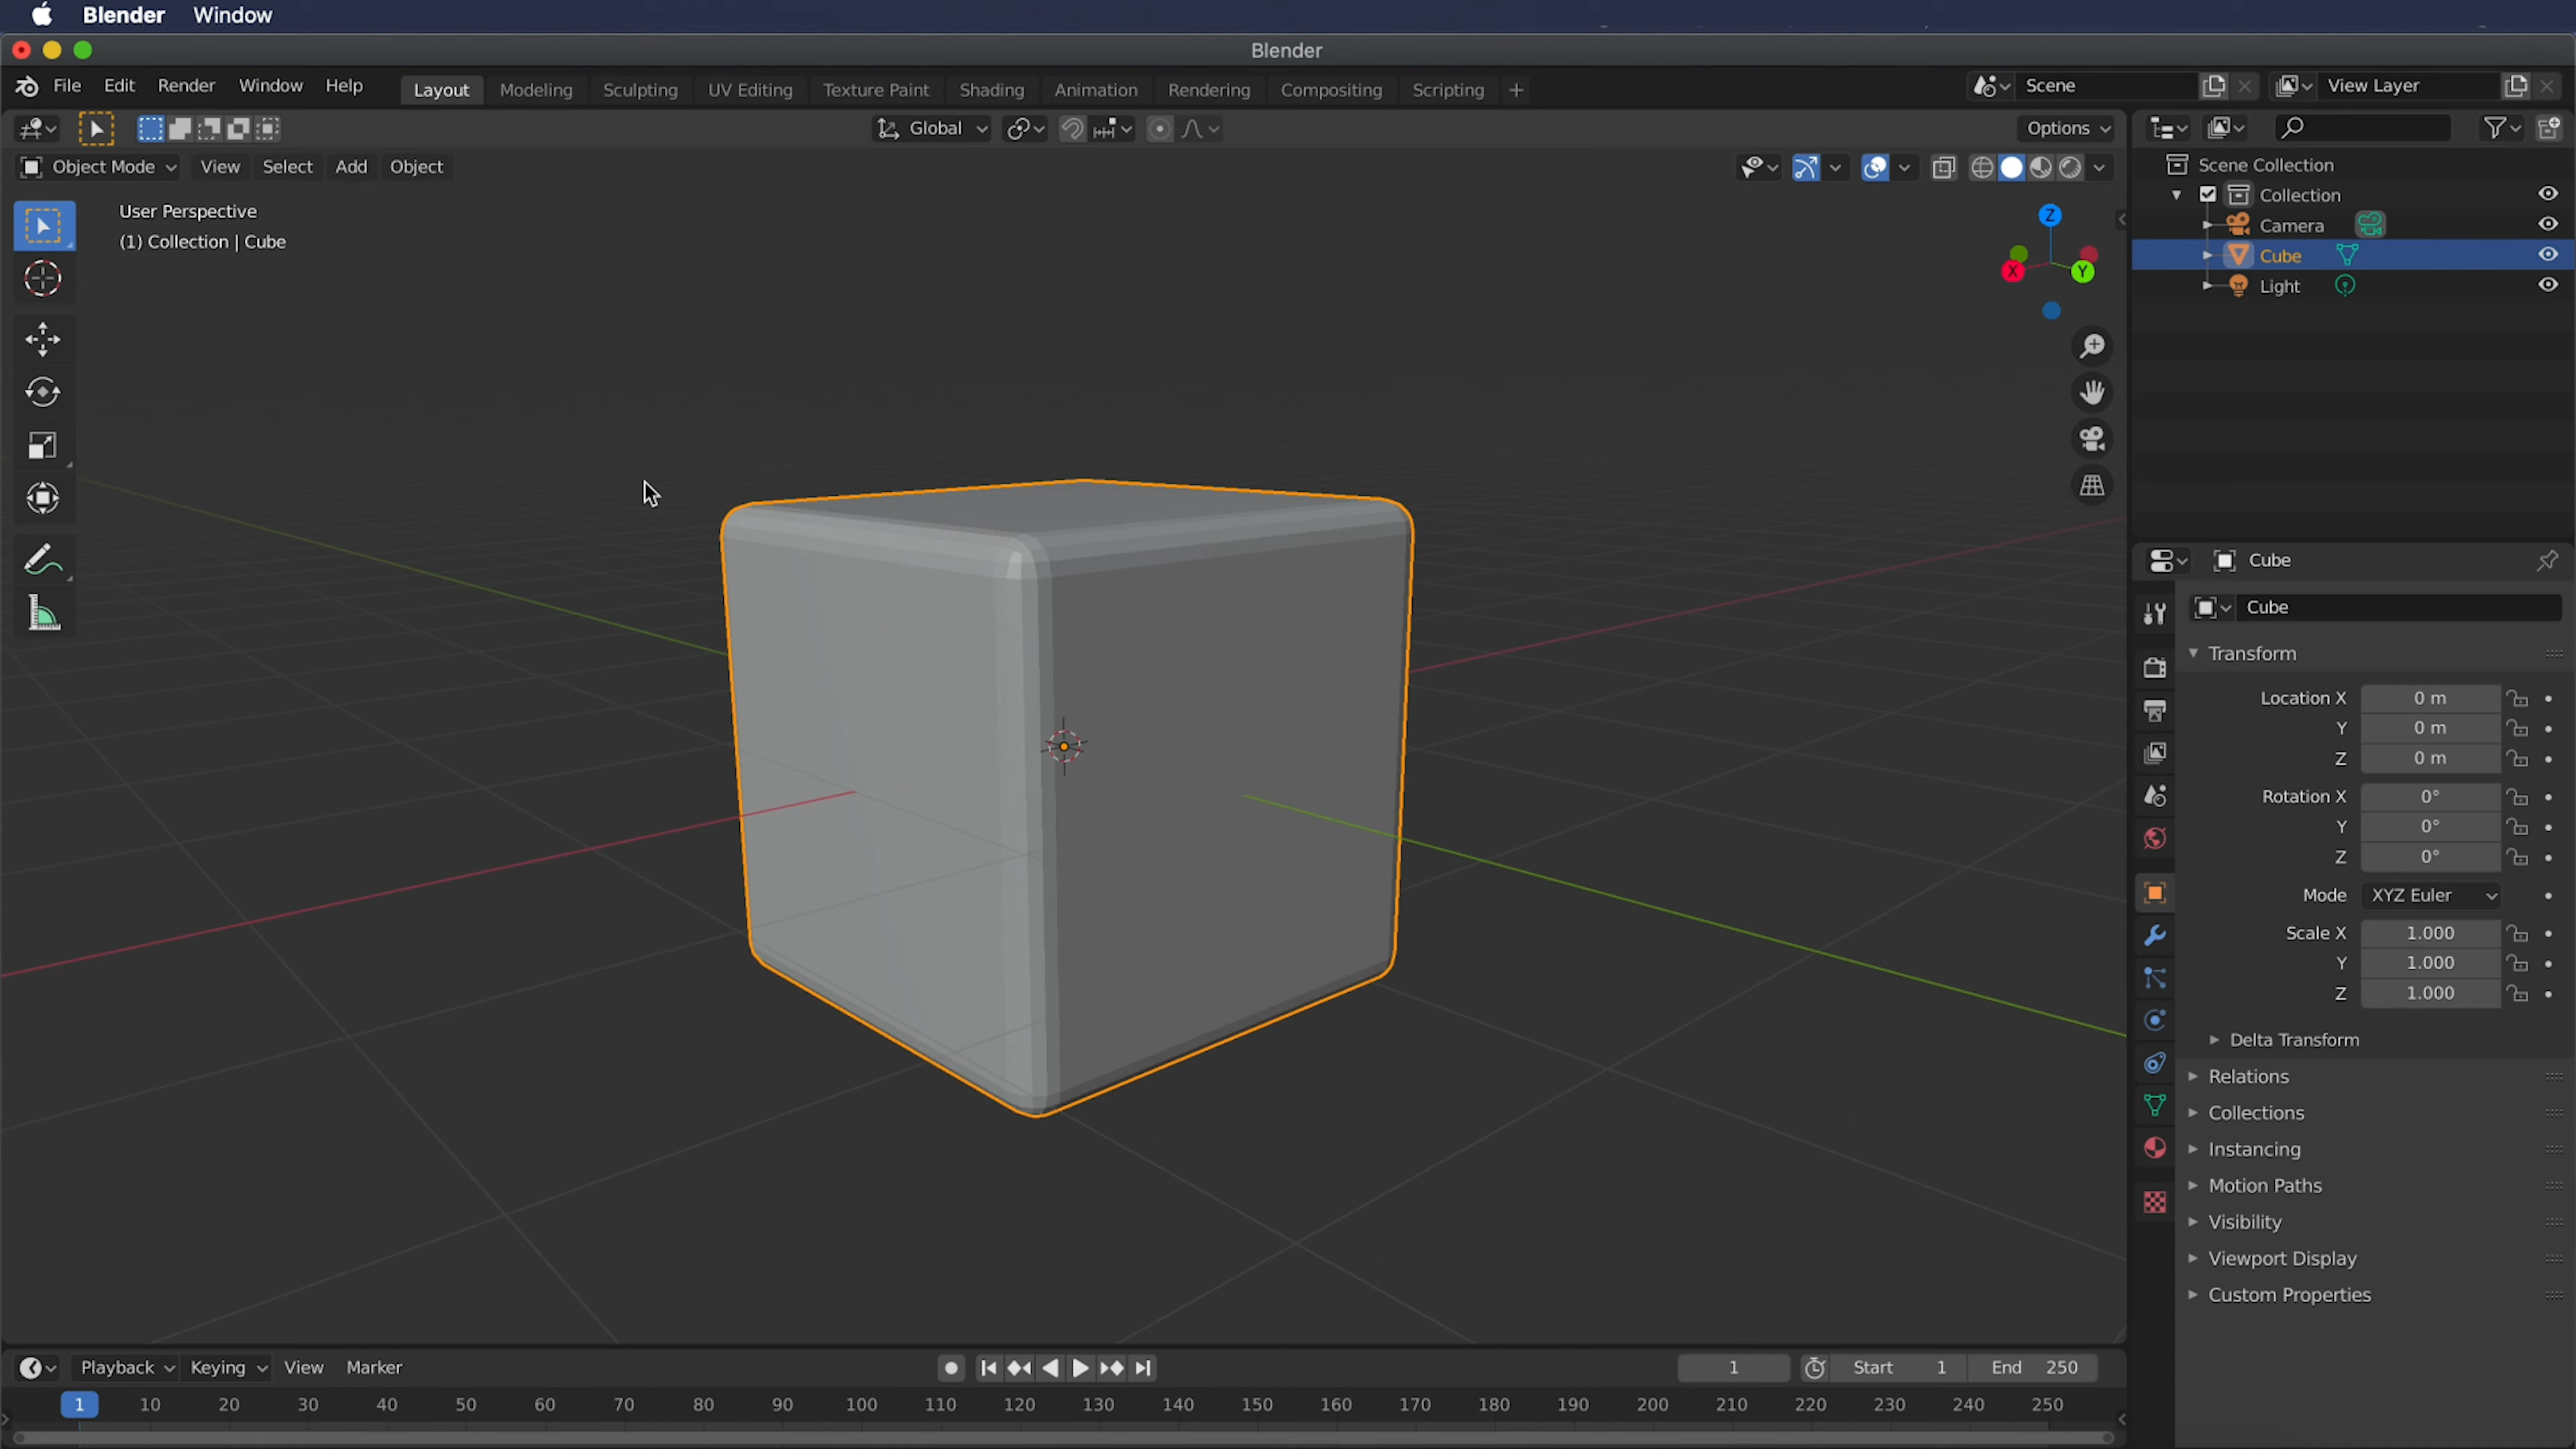 Blender Window
Blender
File Edit Render Window Help Layout Modeling Sculpting UV Editing Texture Paint Shading Animation Rendering Compositing Scripting + Scene View Layer
Global Options
Object Mode View Select Add Object
User Perspective
(1) Collection | Cube
Z
X
Y
Scene Collection
Collection
Camera
Cube
Light
Cube
Cube
Transform
Location X 0 m
Y 0 m
Z 0 m
Rotation X 0°
Y 0°
Z 0°
Mode XYZ Euler
Scale X 1.000
Y 1.000
Z 1.000
Delta Transform
Relations
Collections
Instancing
Motion Paths
Visibility
Viewport Display
Custom Properties
Playback Keying View Marker 1 Start 1 End 250
1 10 20 30 40 50 60 70 80 90 100 110 120 130 140 150 160 170 180 190 200 210 220 230 240 250